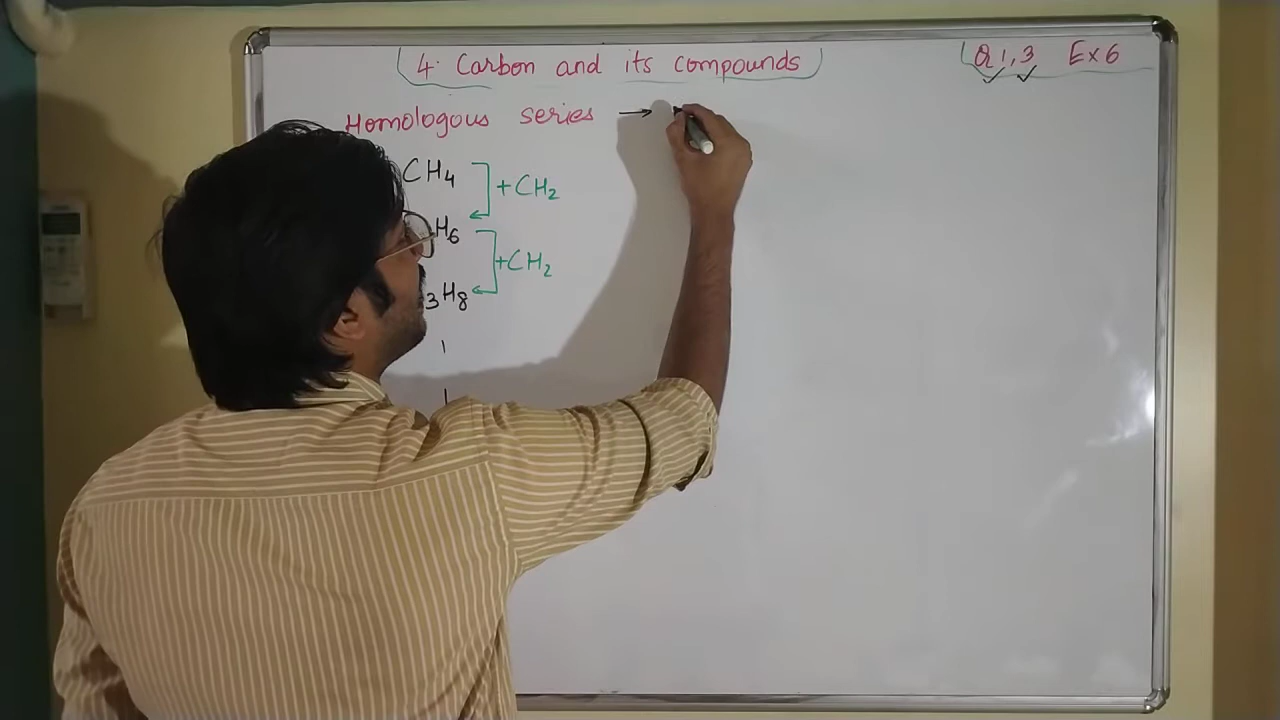 4. Carbon and its compounds
Q 1,3 Ex 6
Homologous series →
CH4
+CH2
H6
+CH2
3H8